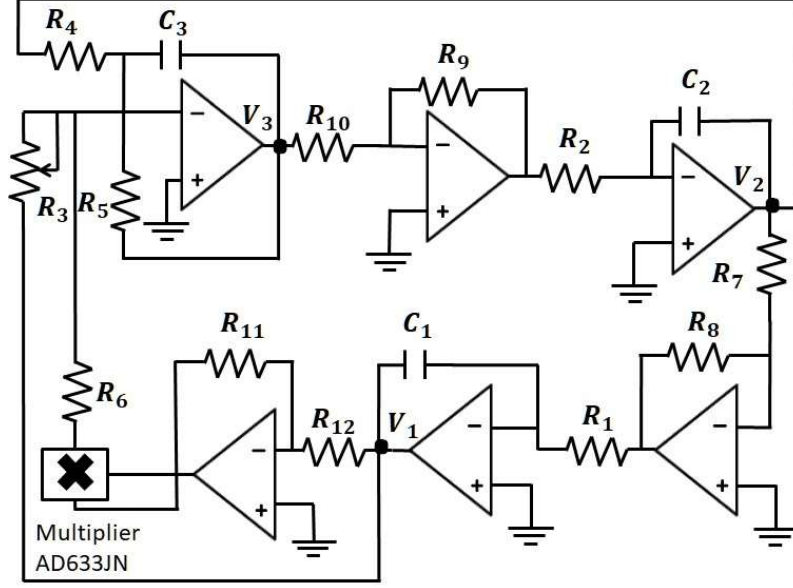 R4
C3
R9
C2
V3
R10
R2
−
+
−
+
−
+
V2
R3
R5
R7
R11
C1
R8
R6
R12
V1
R1
−
+
−
+
−
+
Multiplier
AD633JN